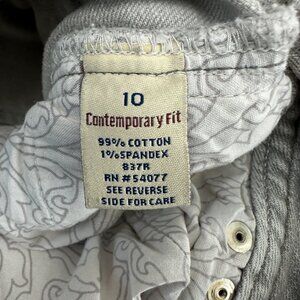 10
Contemporary Fit
99% COTTON
1% SPANDEX
837R
RN #54077
SEE REVERSE
SIDE FOR CARE